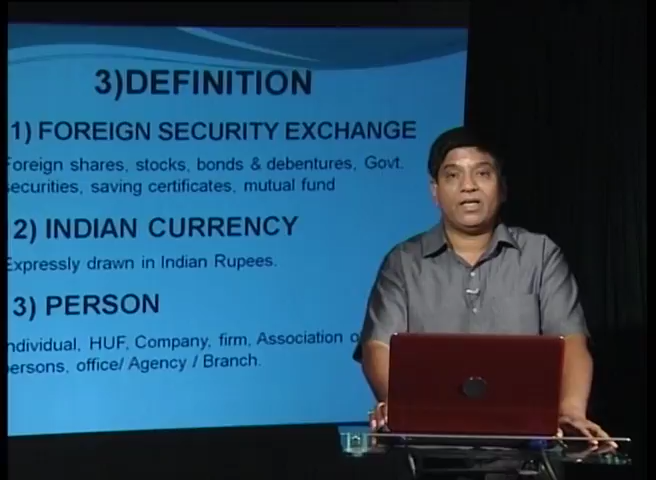 3)DEFINITION
1) FOREIGN SECURITY EXCHANGE
Foreign shares, stocks, bonds & debentures, Govt.
securities, saving certificates, mutual fund
2) INDIAN CURRENCY
Expressly drawn in Indian Rupees.
3) PERSON
Individual, HUF, Company, firm, Association o
persons, office/ Agency / Branch.